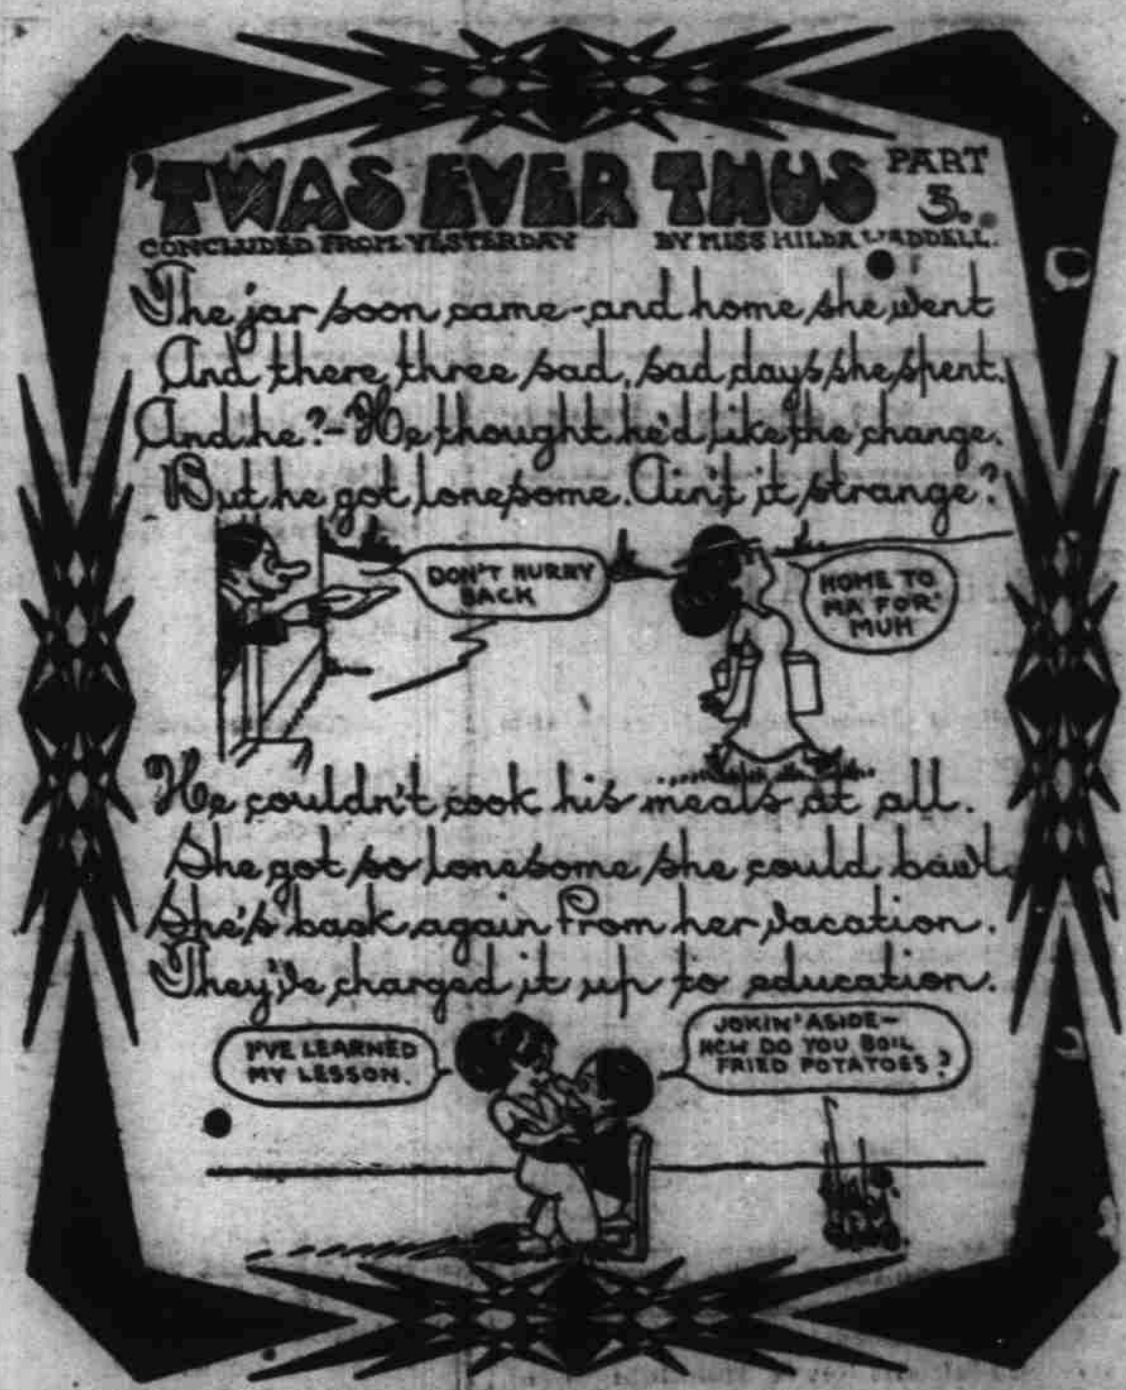 'TWAS EVER THUS PART
3.
CONCLUDED FROM YESTERDAY BY MISS HILDA WADDELL.
The jar soon came - and home she went
And there three sad, sad days she spent.
And he? - He thought he'd like the change.
But he got lonesome. Ain't it strange?
DON'T HURRY
BACK
HOME TO
MA FOR
MUH
He couldn't cook his meals at all.
She got so lonesome she could bawl.
She's back again from her vacation.
They've charged it up to education.
I'VE LEARNED
MY LESSON.
JOKIN' ASIDE—
HOW DO YOU BOIL
FRIED POTATOES?